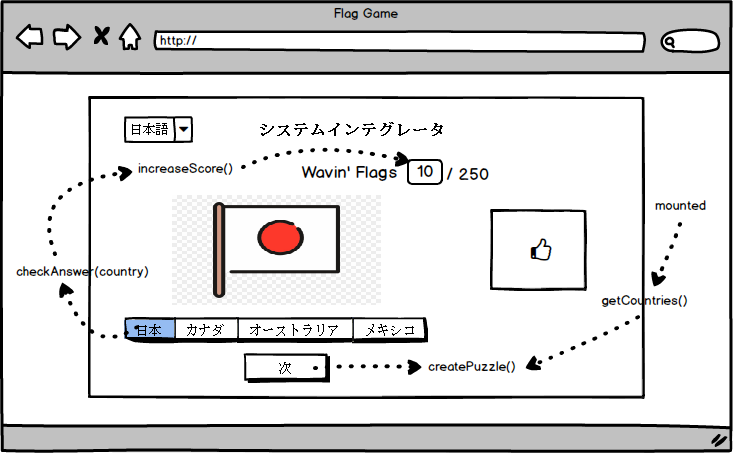 Flag Game
http://
日本語
システムインテグレータ
increaseScore()
Wavin' Flags 10 / 250
mounted
checkAnswer(country)
getCountries()
日本 カナダ オーストラリア メキシコ
次
createPuzzle()